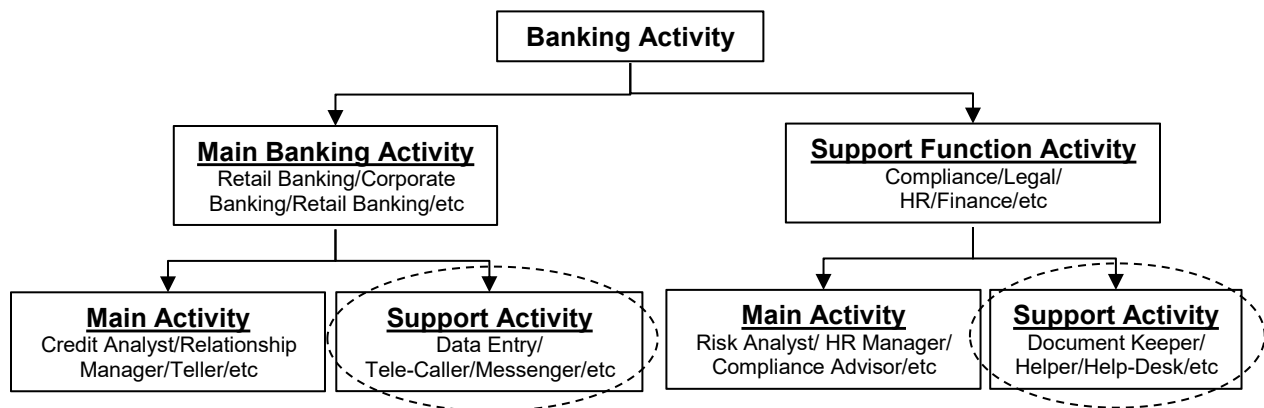 Banking Activity
Main Banking Activity
Retail Banking/Corporate
Banking/Retail Banking/etc
Support Function Activity
Compliance/Legal/
HR/Finance/etc
Main Activity
Credit Analyst/Relationship
Manager/Teller/etc
Support Activity
Data Entry/
Tele-Caller/Messenger/etc
Main Activity
Risk Analyst/ HR Manager/
Compliance Advisor/etc
Support Activity
Document Keeper/
Helper/Help-Desk/etc